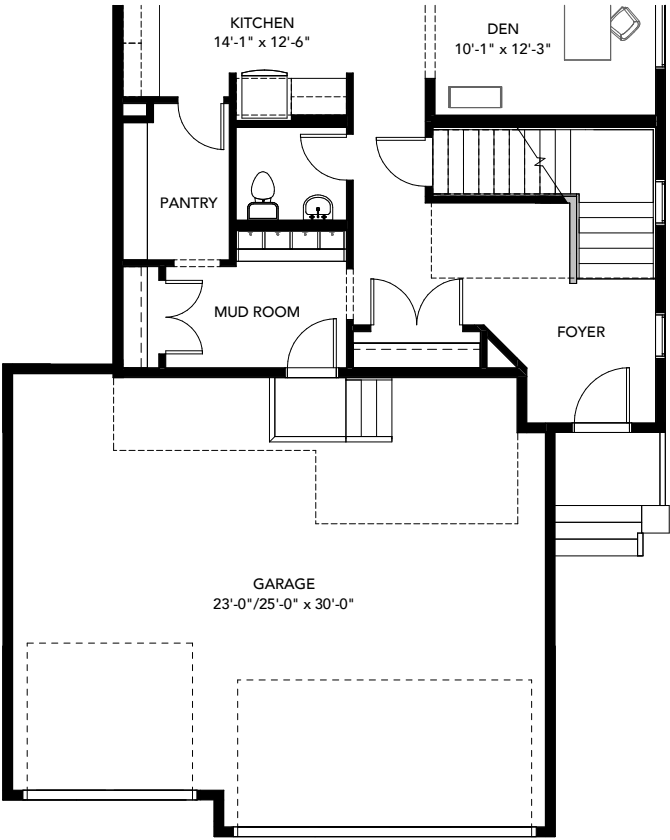 KITCHEN
14'-1" x 12'-6"
DEN
10'-1" x 12'-3"
PANTRY
MUD ROOM
FOYER
GARAGE
23'-0"/25'-0" x 30'-0"